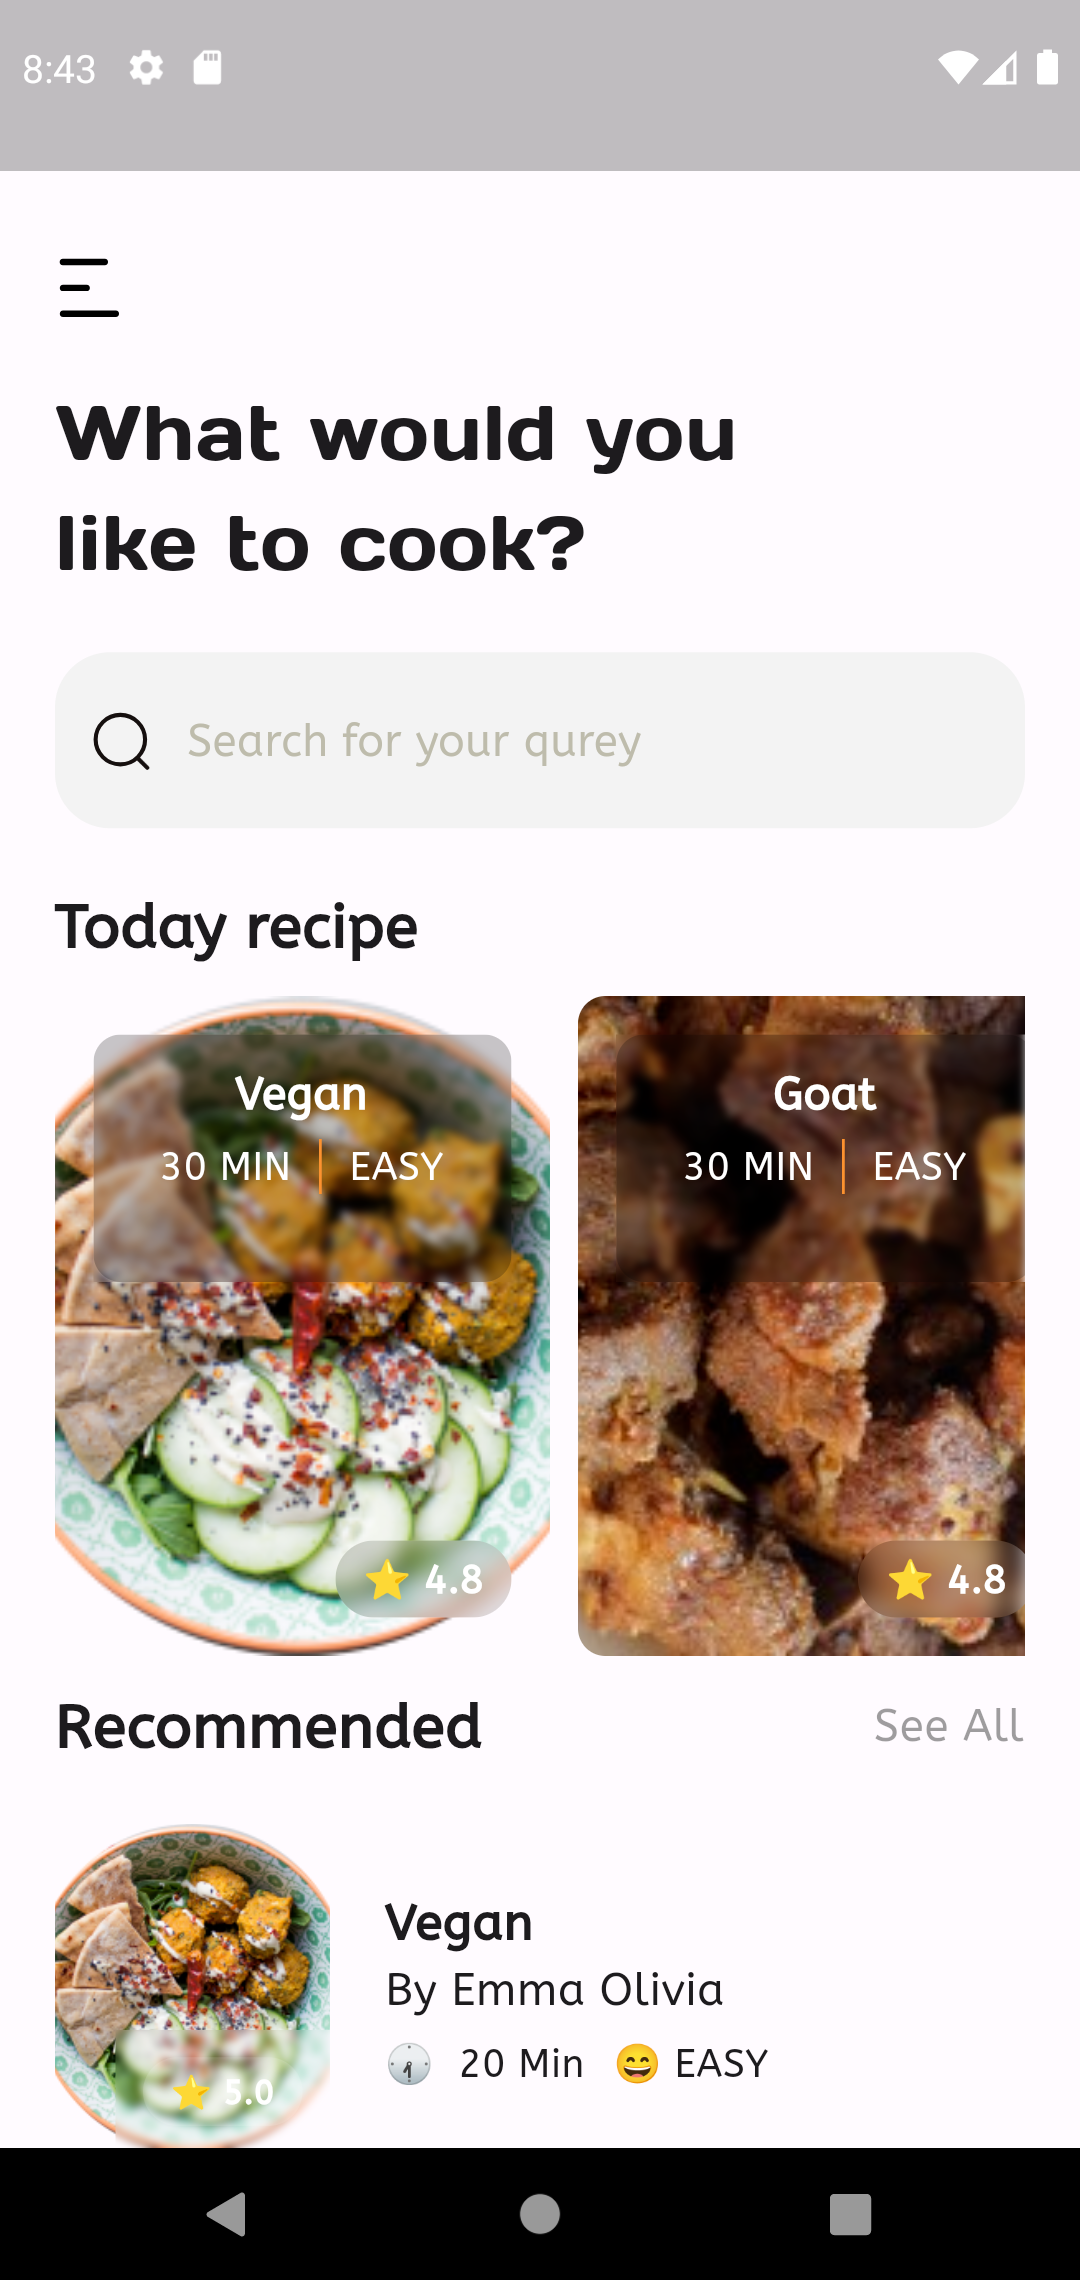 8:43
What would you
like to cook?
Search for your qurey
Today recipe
Vegan
30 MIN EASY
4.8
Goat
30 MIN EASY
4.8
Recommended
See All
Vegan
By Emma Olivia
20 Min EASY
5.0